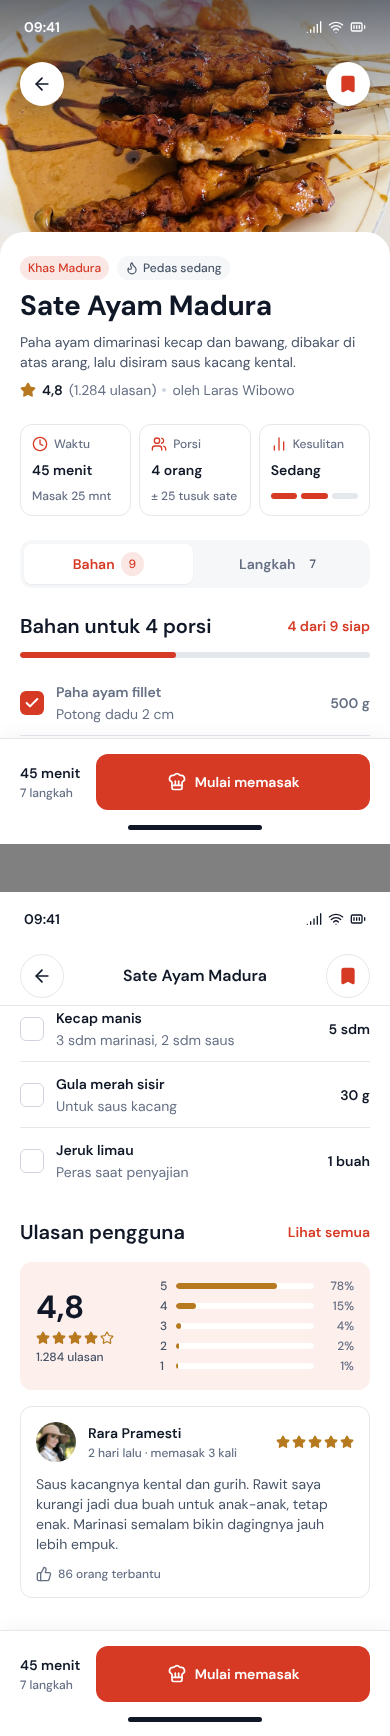 09:41
Khas Madura
Pedas sedang
Sate Ayam Madura
Paha ayam dimarinasi kecap dan bawang, dibakar di
atas arang, lalu disiram saus kacang kental.
4,8 (1.284 ulasan) • oleh Laras Wibowo
Waktu
45 menit
Masak 25 mnt
Porsi
4 orang
± 25 tusuk sate
Kesulitan
Sedang
Bahan 9
Langkah 7
Bahan untuk 4 porsi
4 dari 9 siap
Paha ayam fillet
Potong dadu 2 cm
500 g
45 menit
7 langkah
Mulai memasak
09:41
Sate Ayam Madura
Kecap manis
3 sdm marinasi, 2 sdm saus
5 sdm
Gula merah sisir
Untuk saus kacang
30 g
Jeruk limau
Peras saat penyajian
1 buah
Ulasan pengguna
Lihat semua
4,8
1.284 ulasan
5 78%
4 15%
3 4%
2 2%
1 1%
Rara Pramesti
2 hari lalu · memasak 3 kali
Saus kacangnya kental dan gurih. Rawit saya
kurangi jadi dua buah untuk anak-anak, tetap
enak. Marinasi semalam bikin dagingnya jauh
lebih empuk.
86 orang terbantu
45 menit
7 langkah
Mulai memasak